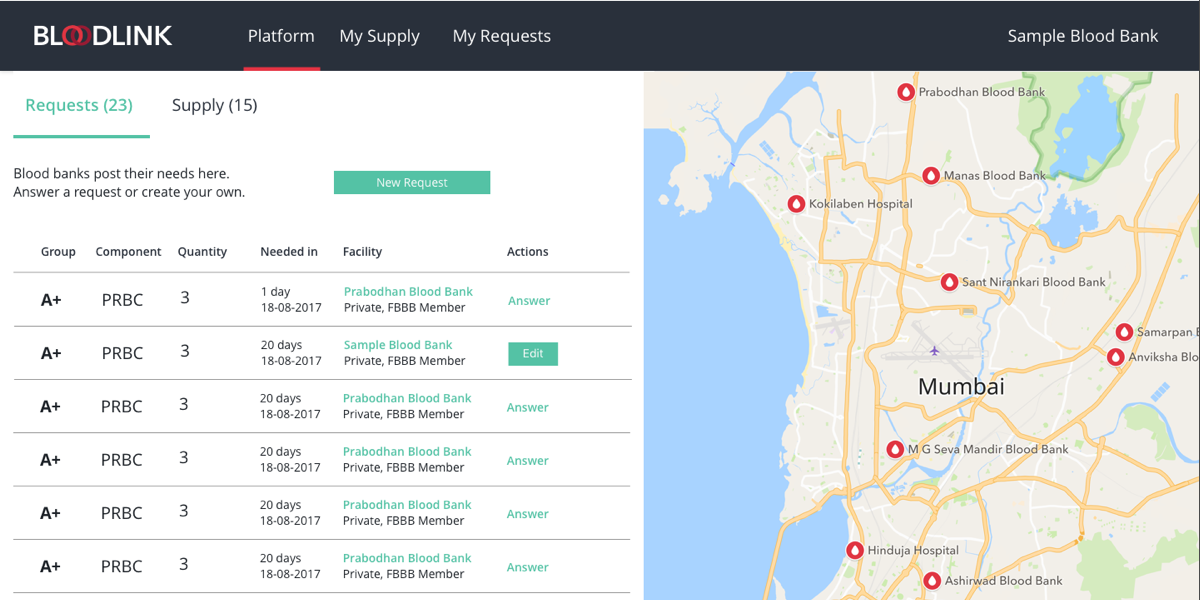 BLOODLINK
Platform
My Supply
My Requests
Sample Blood Bank
Requests (23)
Supply (15)
Blood banks post their needs here.
Answer a request or create your own.
New Request
Group Component Quantity Needed in Facility Actions
A+ PRBC 3
1 day
18-08-2017
Prabodhan Blood Bank
Private, FBBB Member
Answer
A+ PRBC 3
20 days
18-08-2017
Sample Blood Bank
Private, FBBB Member
Edit
A+ PRBC 3
20 days
18-08-2017
Prabodhan Blood Bank
Private, FBBB Member
Answer
A+ PRBC 3
20 days
18-08-2017
Prabodhan Blood Bank
Private, FBBB Member
Answer
A+ PRBC 3
20 days
18-08-2017
Prabodhan Blood Bank
Private, FBBB Member
Answer
A+ PRBC 3
20 days
18-08-2017
Prabodhan Blood Bank
Private, FBBB Member
Answer
Prabodhan Blood Bank
Manas Blood Bank
Kokilaben Hospital
Sant Nirankari Blood Bank
Samarpan B
Anviksha Blo
Mumbai
M G Seva Mandir Blood Bank
Hinduja Hospital
Ashirwad Blood Bank